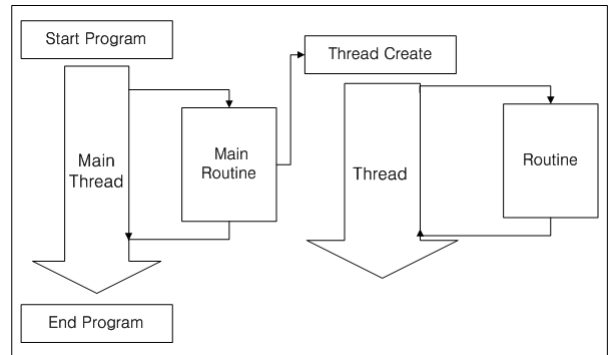 Start Program
Thread Create
Main
Thread
Main
Routine
Thread
Routine
End Program